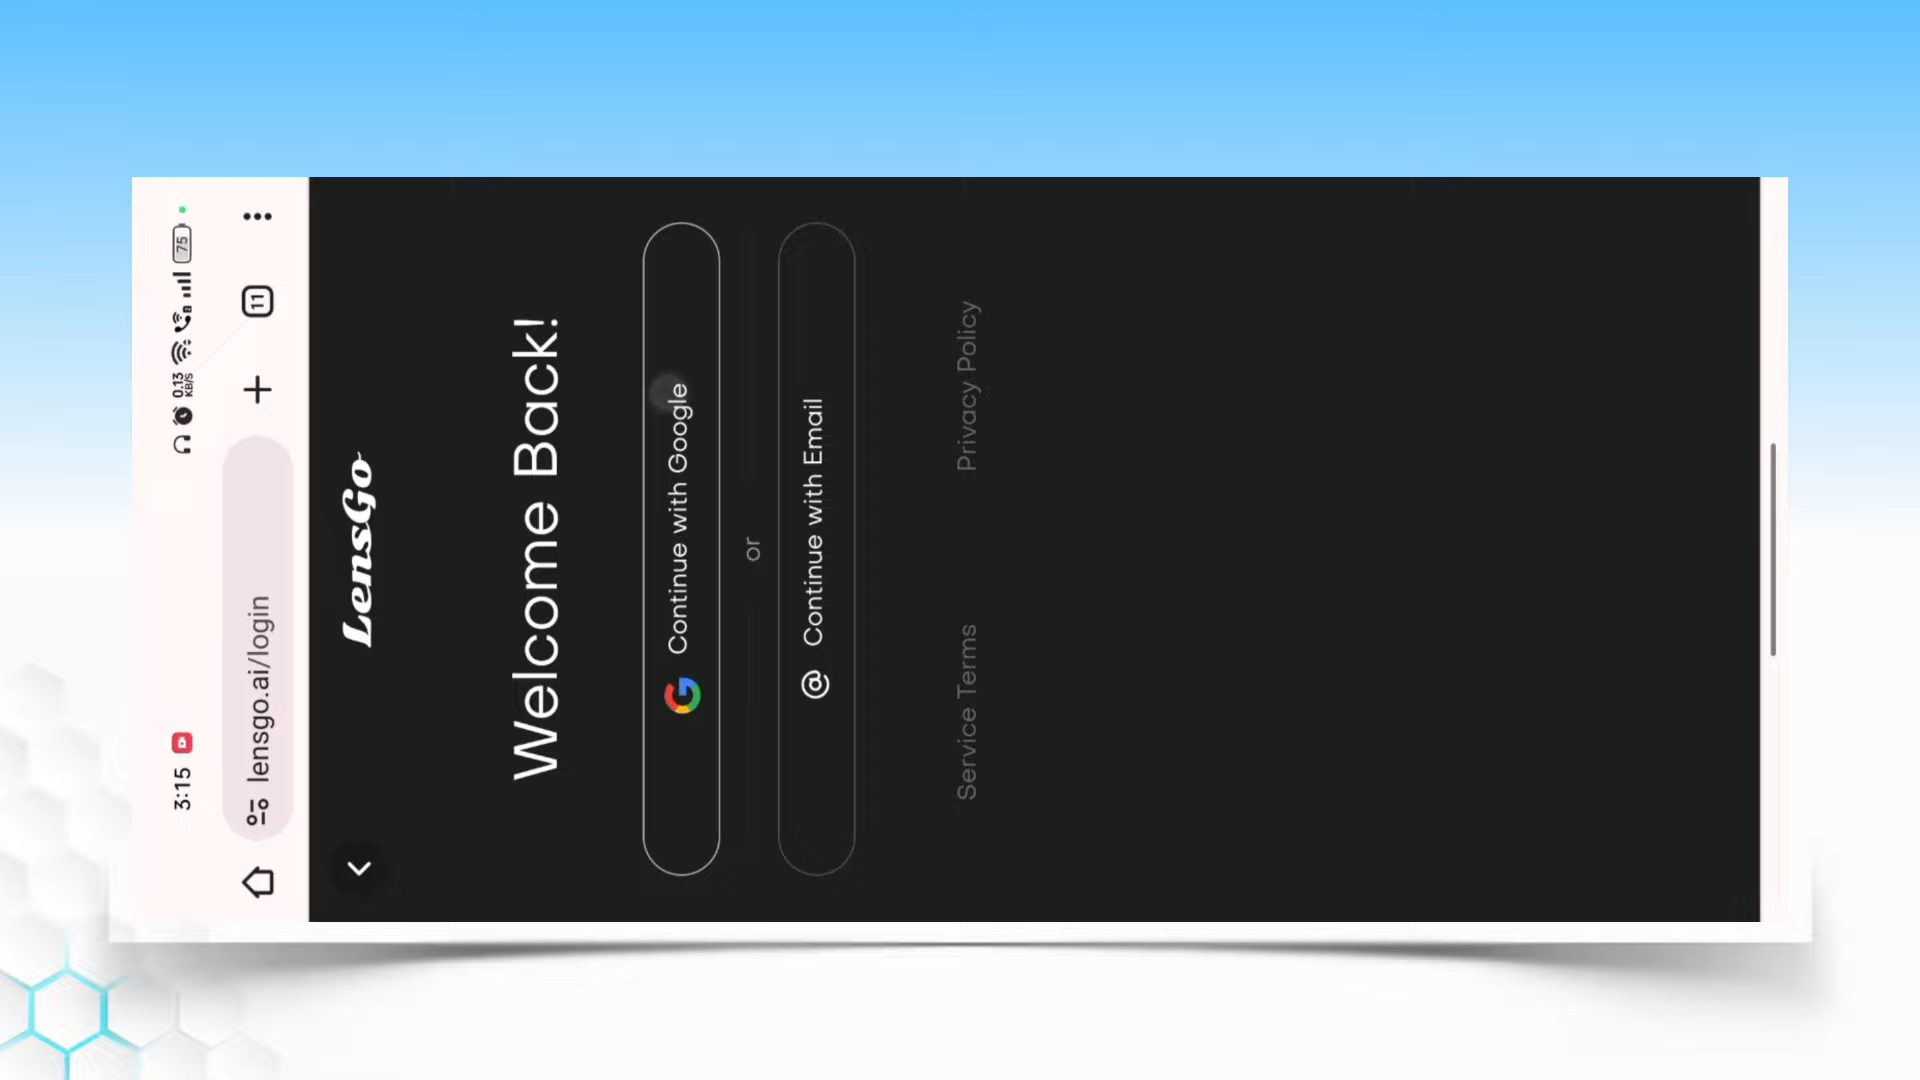 3:15
0.13
KB/S
75
lensgo.ai/login
11
LensGo
Welcome Back!
Continue with Google
or
@ Continue with Email
Service Terms
Privacy Policy